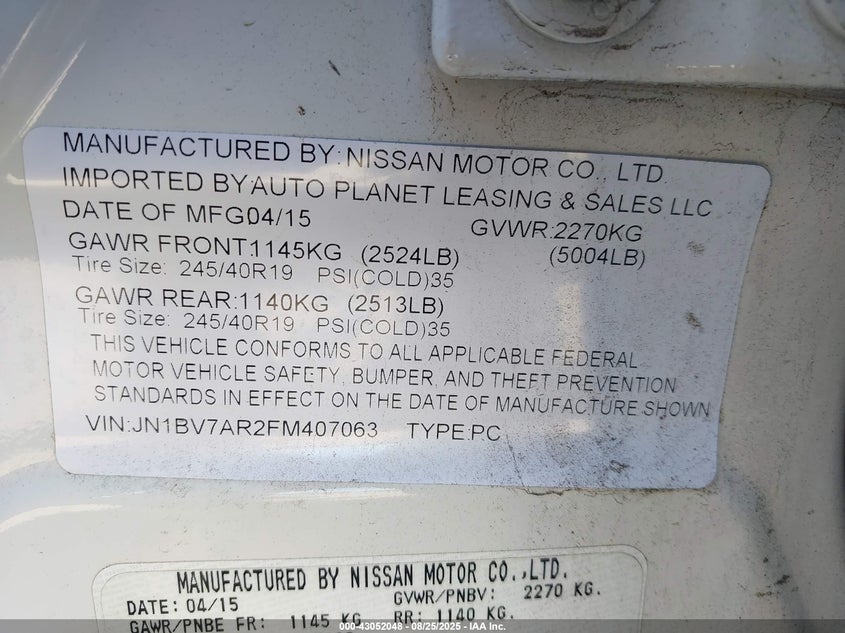 MANUFACTURED BY: NISSAN MOTOR CO., LTD.
IMPORTED BY:AUTO PLANET LEASING & SALES LLC
DATE OF MFG04/15 GVWR:2270KG
GAWR FRONT:1145KG (2524LB) (5004LB)
Tire Size: 245/40R19 PSI(COLD)35
GAWR REAR:1140KG (2513LB)
Tire Size: 245/40R19 PSI(COLD)35
THIS VEHICLE CONFORMS TO ALL APPLICABLE FEDERAL
MOTOR VEHICLE SAFETY, BUMPER, AND THEFT PREVENTION
STANDARDS IN EFFECT ON THE DATE OF MANUFACTURE SHOWN
VIN:JN1BV7AR2FM407063 TYPE:PC
MANUFACTURED BY NISSAN MOTOR CO.,LTD.
DATE: 04/15 GVWR/PNBV: 2270 KG.
GAWR/PNBE FR: 1145 KG RR: 1140 KG.
000-43052048 - 08/25/2025 - IAA Inc.